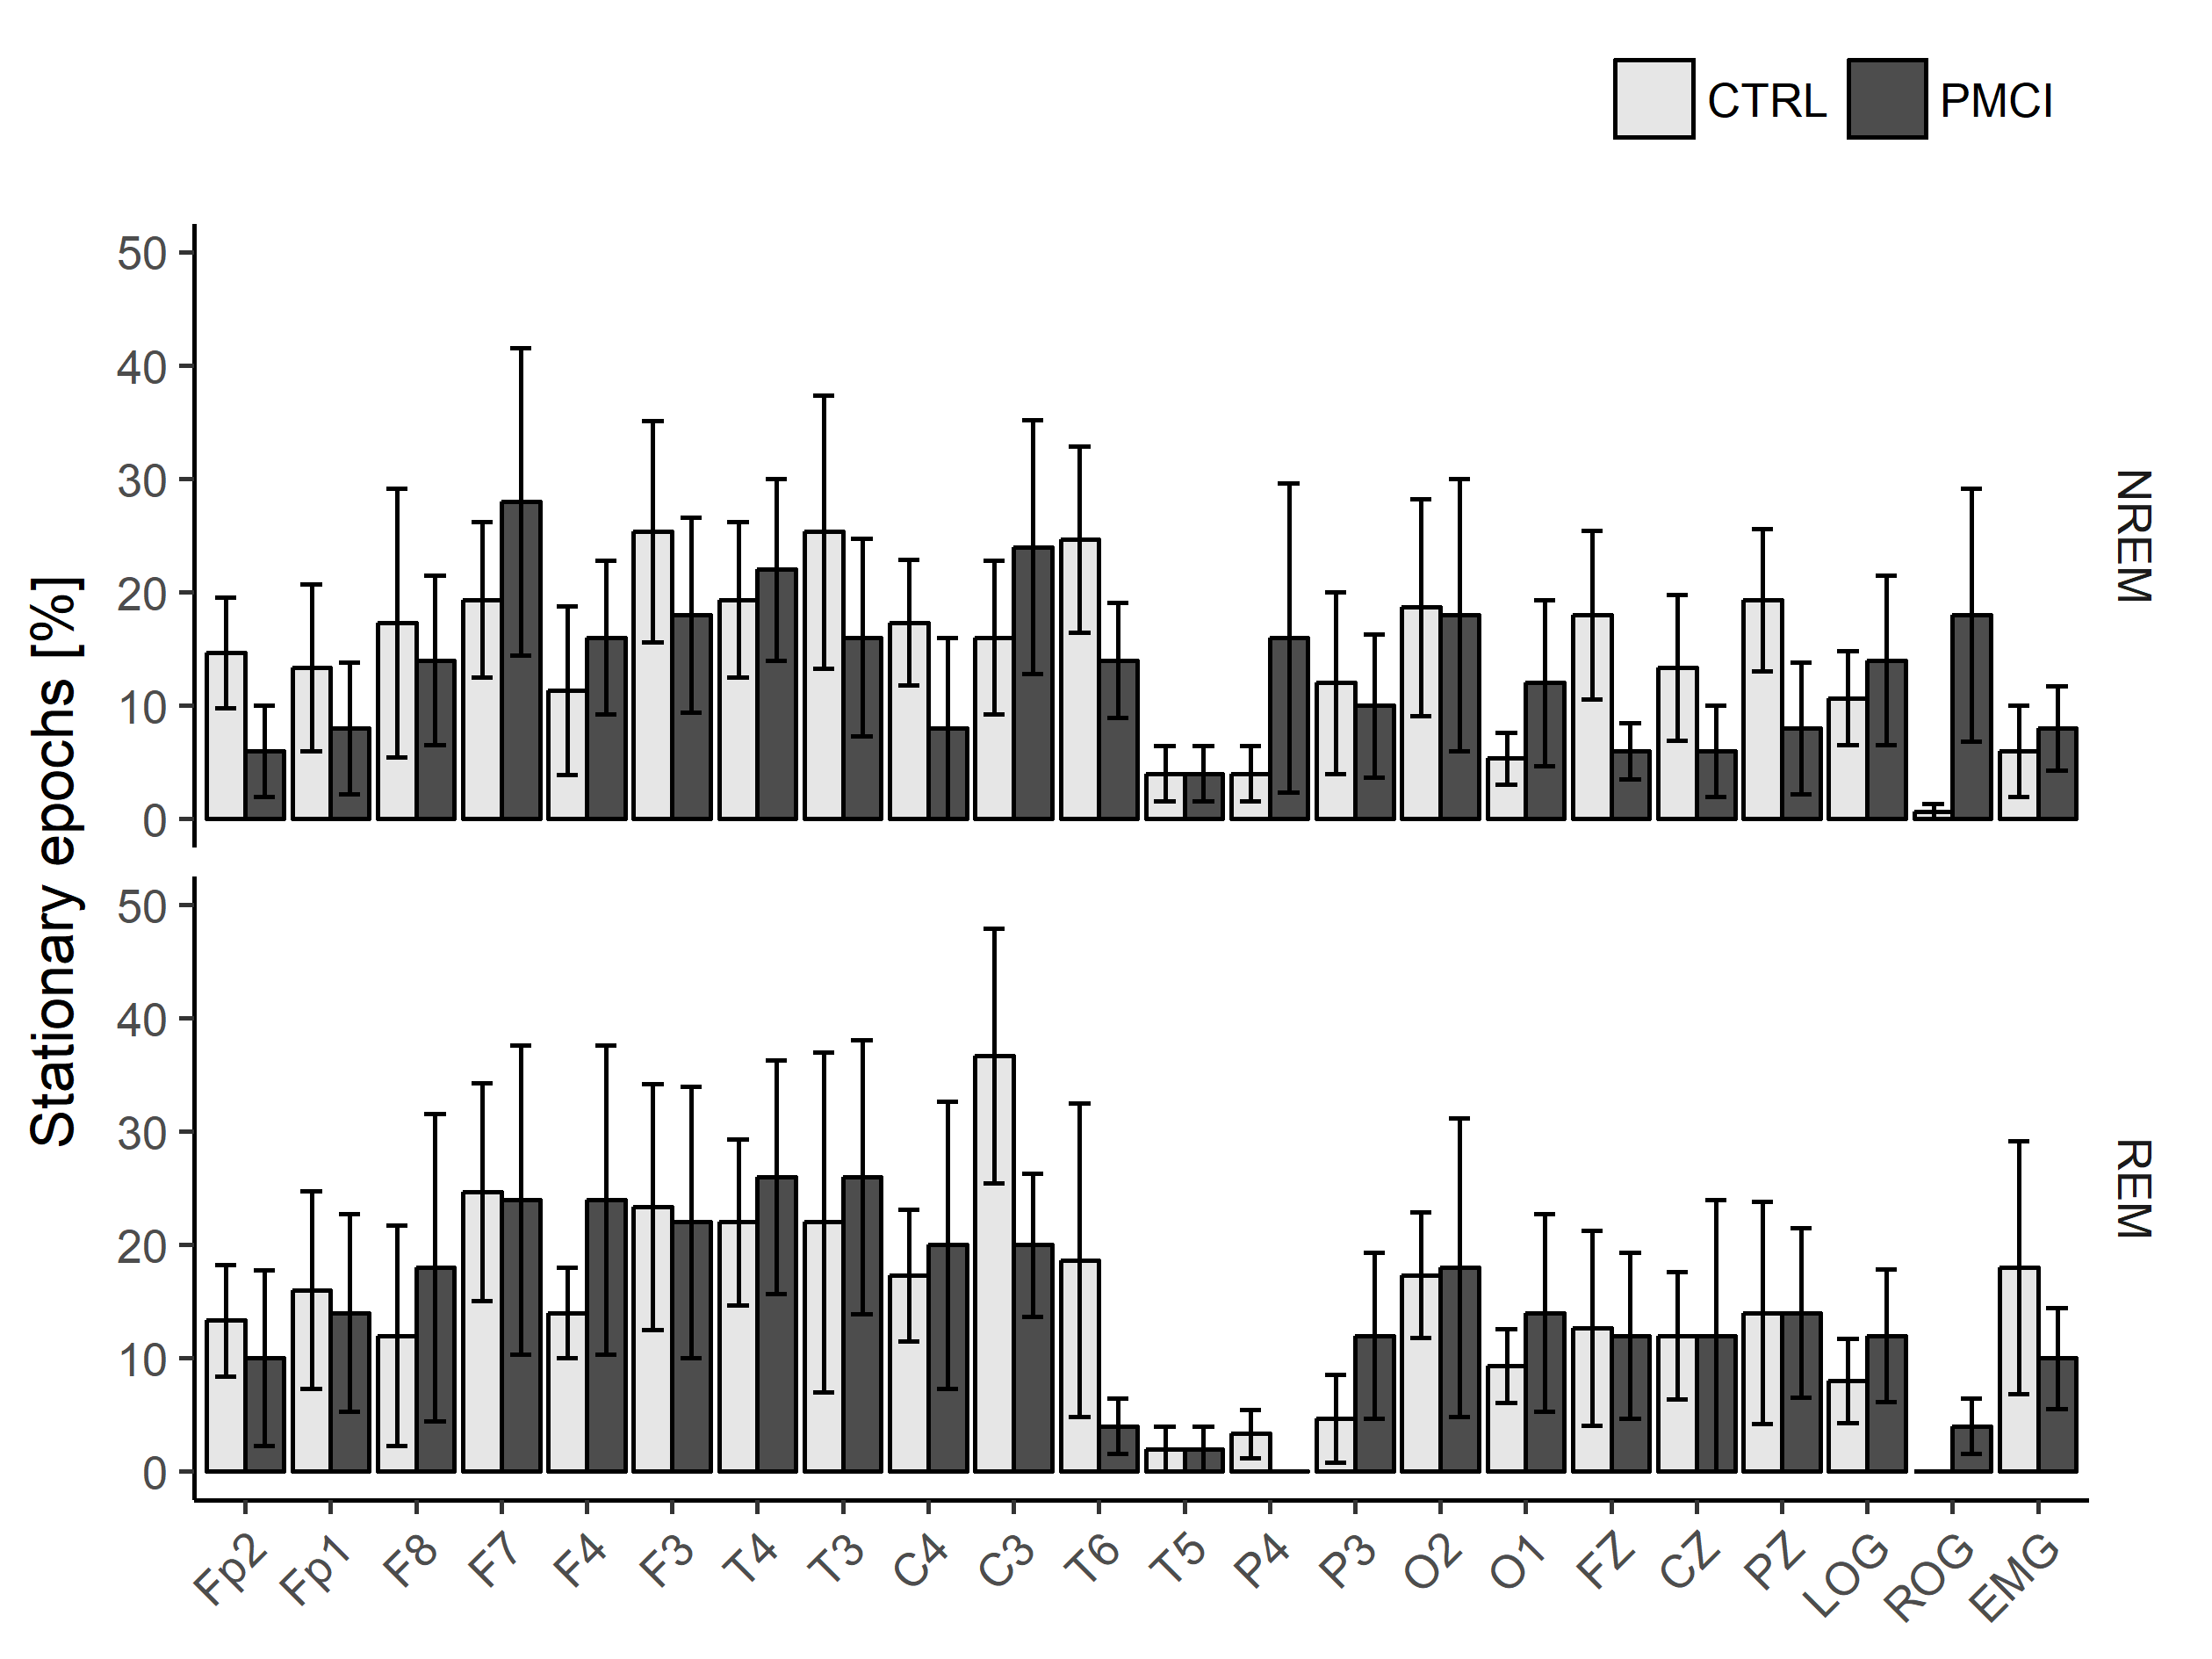 CTRL PMCI
Stationary epochs [%]
50
40
30
20
10
0
NREM
50
40
30
20
10
0
REM
Fp2 Fp1 F8 F7 F4 F3 T4 T3 C4 C3 T6 T5 P4 P3 O2 O1 FZ CZ PZ LOG ROG EMG